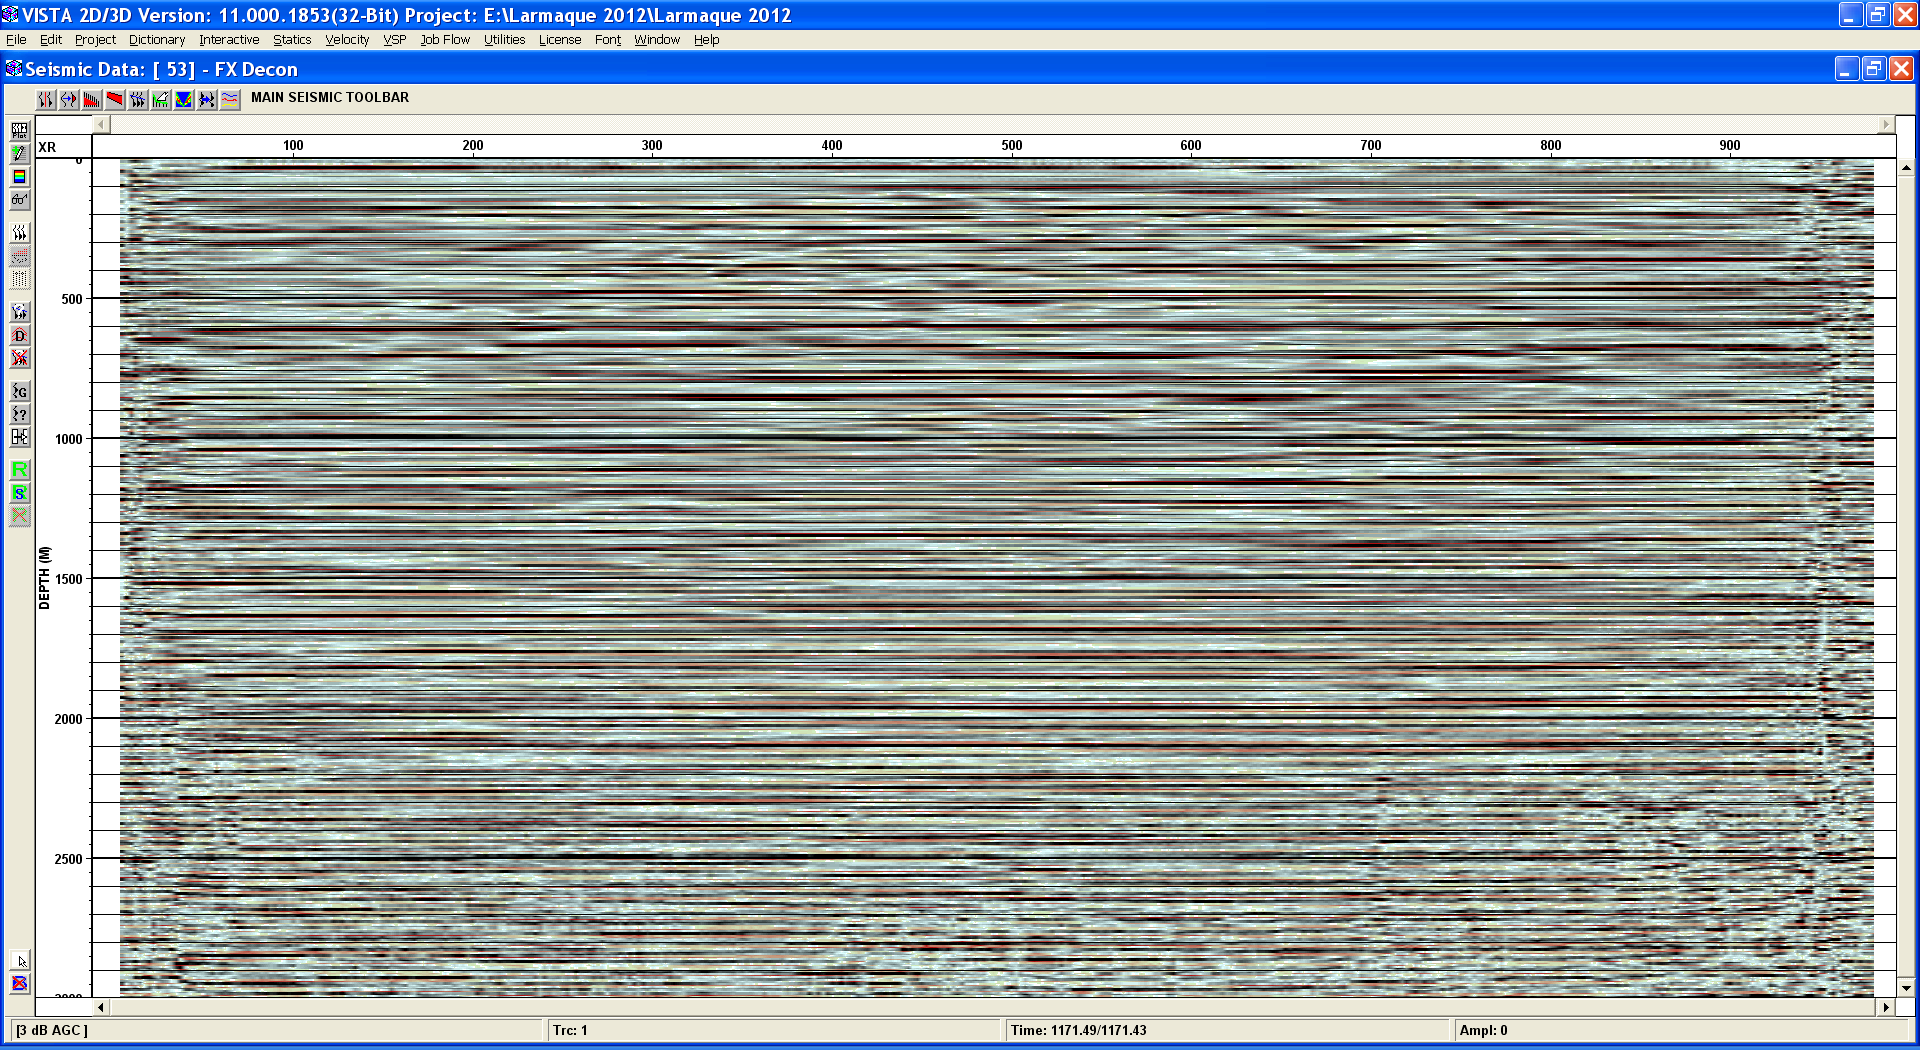 VISTA 2D/3D Version: 11.000.1853(32-Bit) Project: E:\Larmaque 2012\Larmaque 2012
File Edit Project Dictionary Interactive Statics Velocity VSP Job Flow Utilities License Font Window Help
Seismic Data: [ 53] - FX Decon
MAIN SEISMIC TOOLBAR
XR 100 200 300 400 500 600 700 800 900
0
500
1000
1500
2000
2500
3000
DEPTH (M)
Plot
D
G
?
R
S
[3 dB AGC ] Trc: 1 Time: 1171.49/1171.43 Ampl: 0